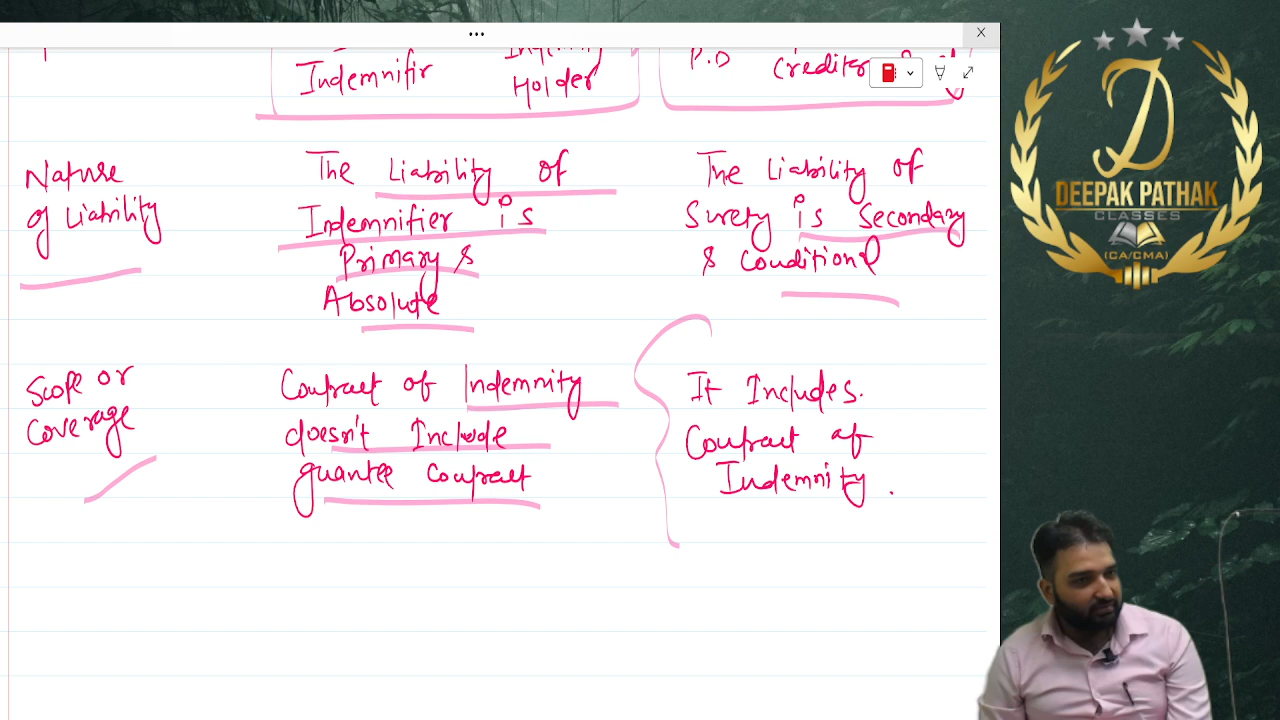 Indemnifir
Holder
P.D Crediter
Nature
of Liability
The Liability of
Indemnifier is
Primary &
Absolute
The Liability of
Surety is Secondary
& Conditional
Scope or
Coverage
Contract of Indemnity
doesn't Include
guantee Contract
It Includes.
Contract of
Indemnity.
X
D
DEEPAK PATHAK
CLASSES
(CA/CMA)